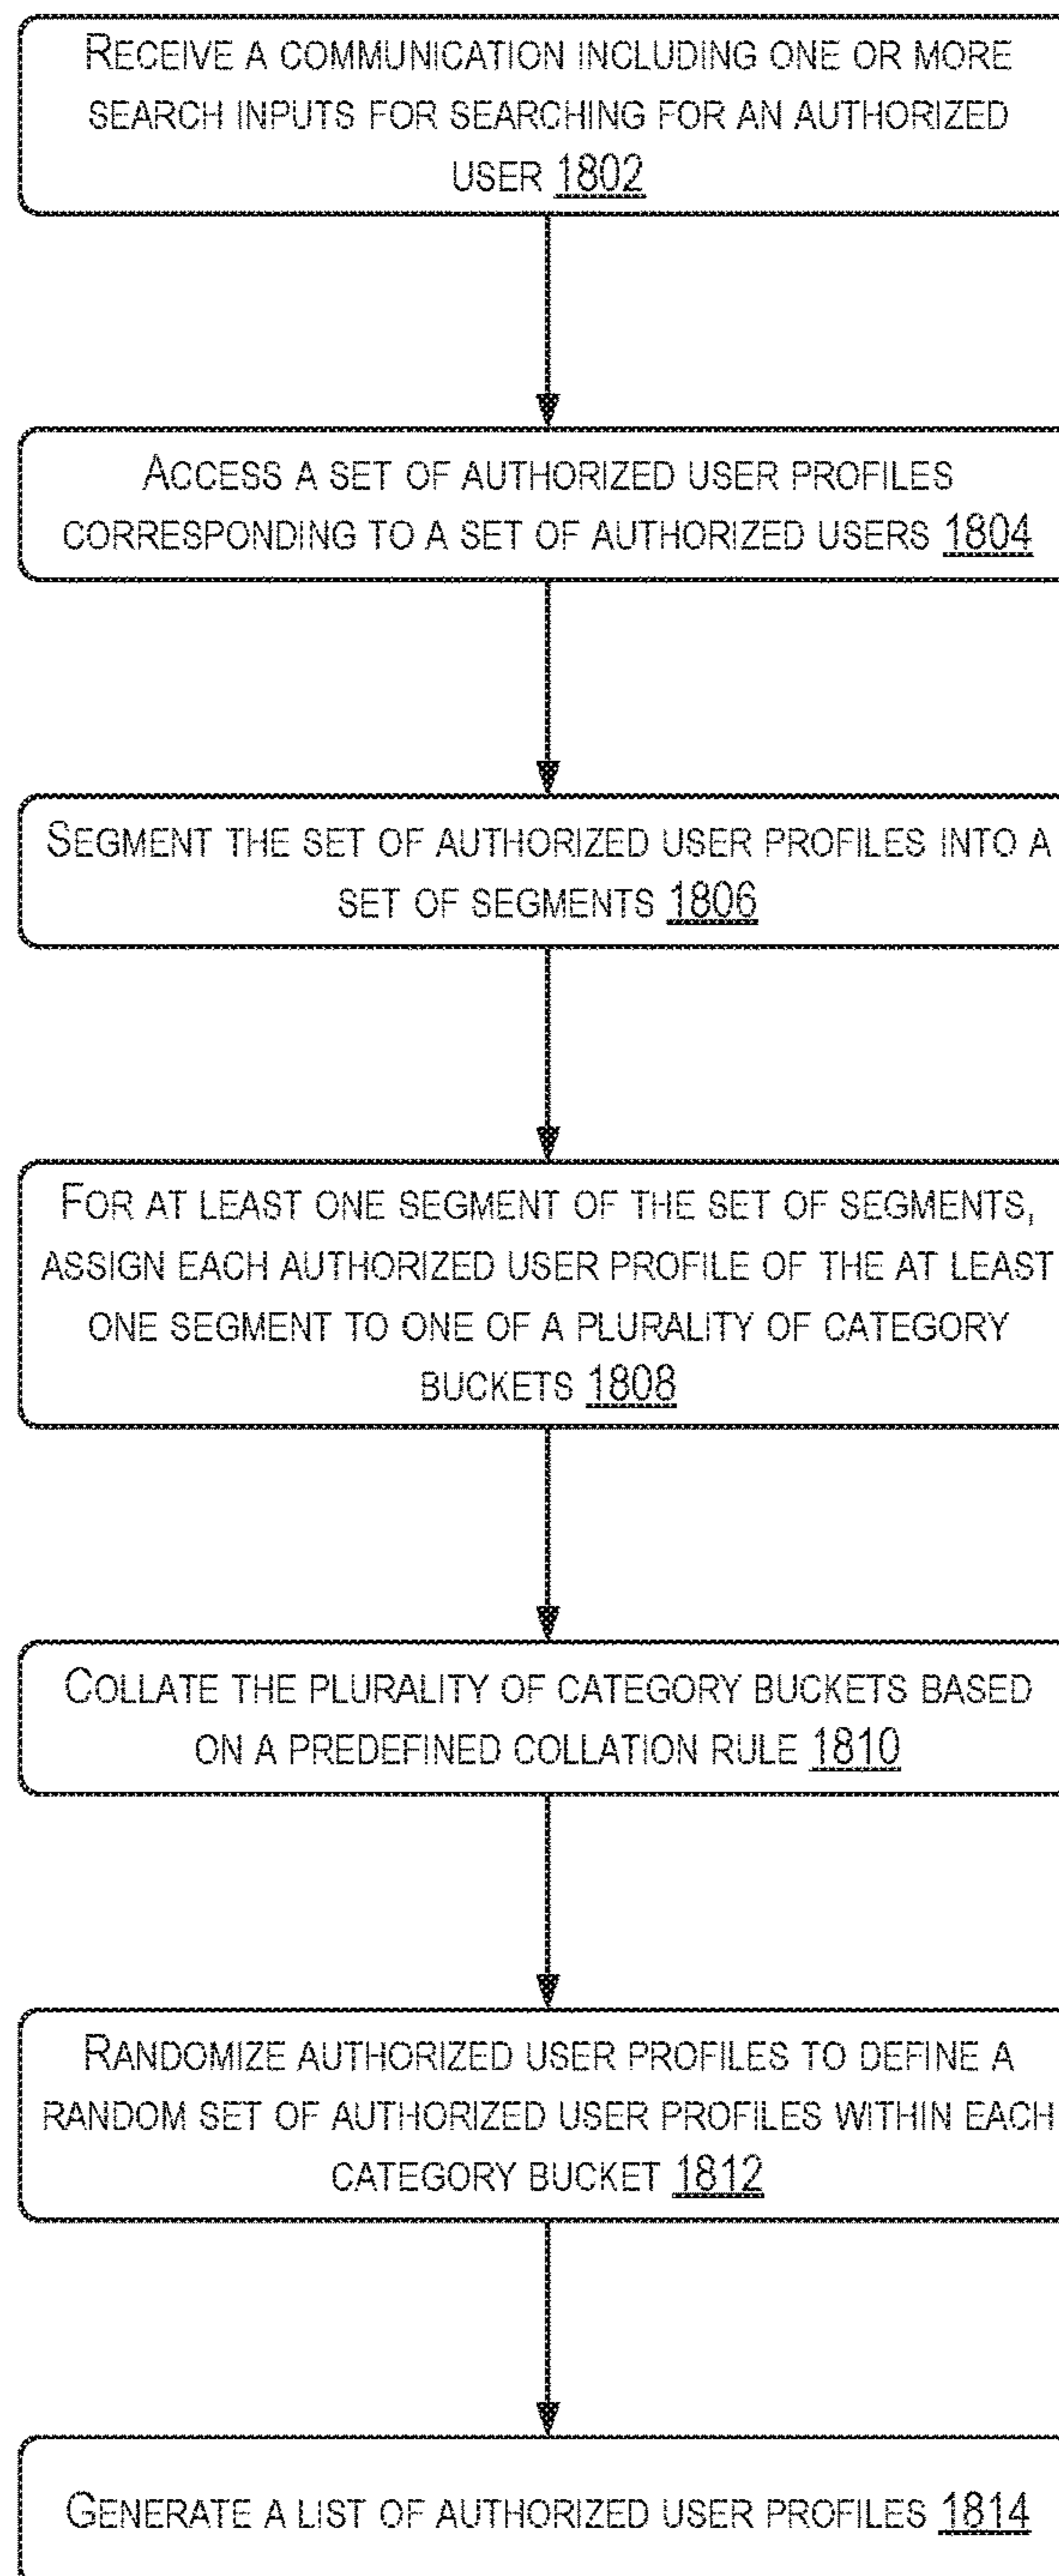 RECEIVE A COMMUNICATION INCLUDING ONE OR MORE
SEARCH INPUTS FOR SEARCHING FOR AN AUTHORIZED
USER 1802
ACCESS A SET OF AUTHORIZED USER PROFILES
CORRESPONDING TO A SET OF AUTHORIZED USERS 1804
SEGMENT THE SET OF AUTHORIZED USER PROFILES INTO A
SET OF SEGMENTS 1806
FOR AT LEAST ONE SEGMENT OF THE SET OF SEGMENTS,
ASSIGN EACH AUTHORIZED USER PROFILE OF THE AT LEAST
ONE SEGMENT TO ONE OF A PLURALITY OF CATEGORY
BUCKETS 1808
COLLATE THE PLURALITY OF CATEGORY BUCKETS BASED
ON A PREDEFINED COLLATION RULE 1810
RANDOMIZE AUTHORIZED USER PROFILES TO DEFINE A
RANDOM SET OF AUTHORIZED USER PROFILES WITHIN EACH
CATEGORY BUCKET 1812
GENERATE A LIST OF AUTHORIZED USER PROFILES 1814